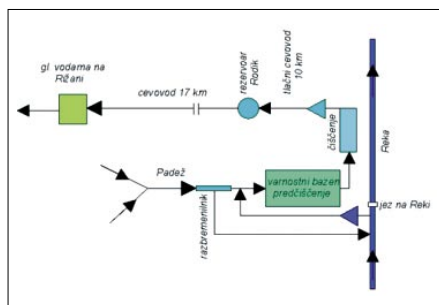 gl vodarna na
Rižani
cevovod 17 km
rezervoar
Rodik
tlačni cevovod
10 km
čiščenje
Reka
Padež
razbremenilnik
varnostni bazen
predčiščenje
jez na Reki